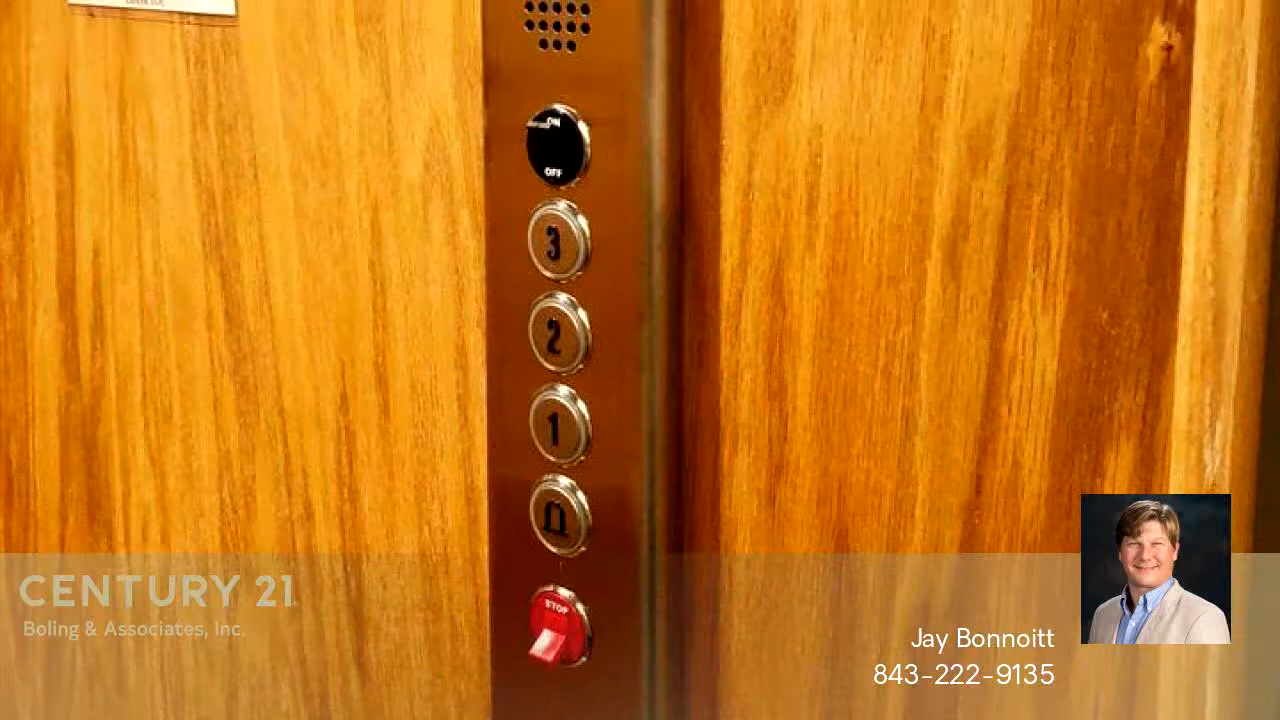 ON
OFF
3
2
1
STOP
CENTURY 21
Boling & Associates, Inc.
Jay Bonnoitt
843-222-9135